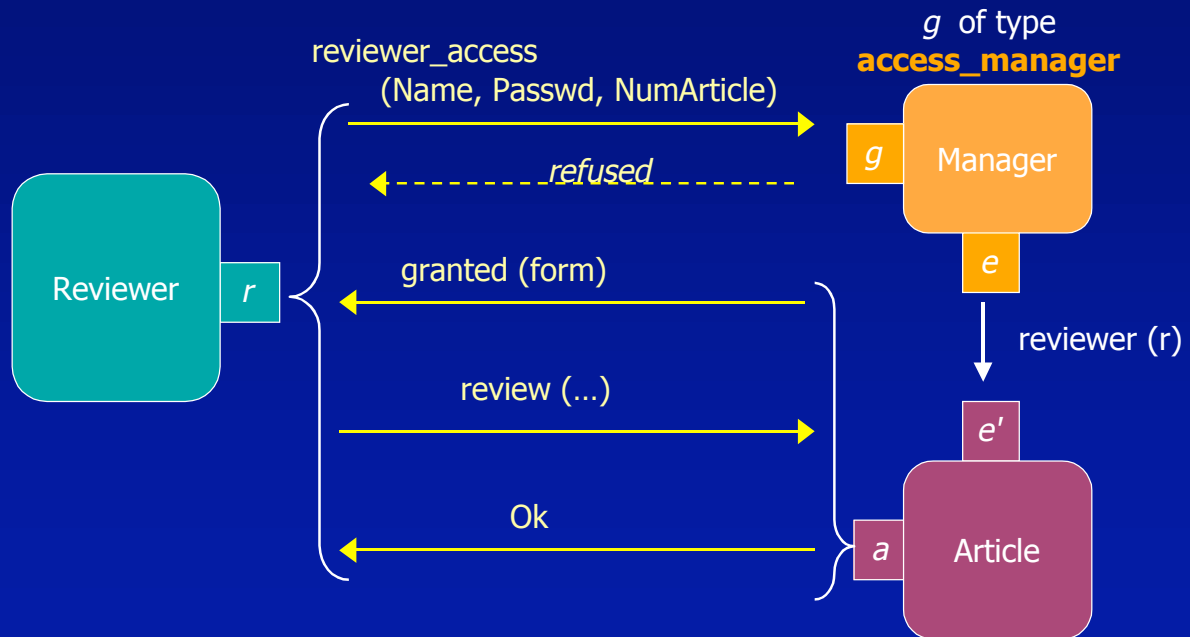 g of type
access_manager
reviewer_access
(Name, Passwd, NumArticle)
g
Manager
refused
e
granted (form)
Reviewer
r
reviewer (r)
review (…)
e'
Ok
a
Article